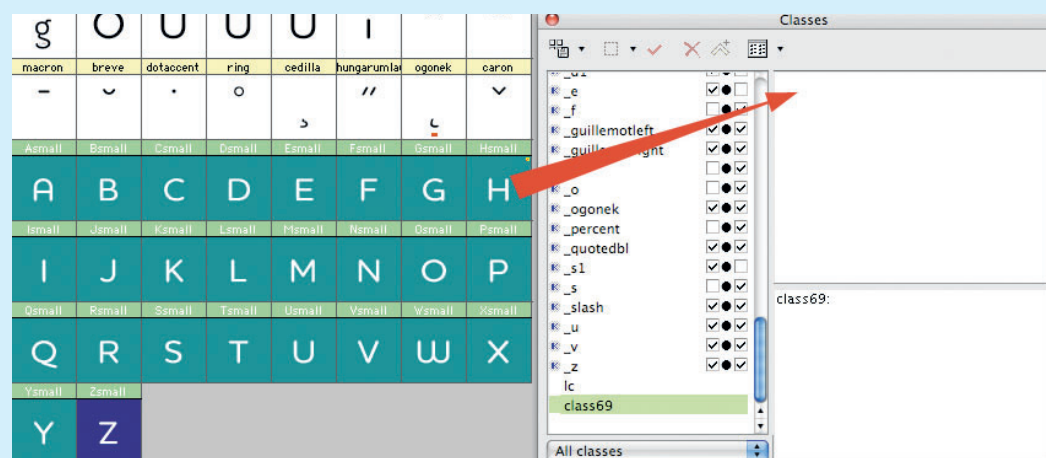 g O U U U I
macron breve dotaccent ring cedilla hungarumlau ogonek caron
Asmall Bsmall Csmall Dsmall Esmall Fsmall Gsmall Hsmall
A B C D E F G H
Ismall Jsmall Ksmall Lsmall Msmall Nsmall Osmall Psmall
I J K L M N O P
Qsmall Rsmall Ssmall Tsmall Usmall Vsmall Wsmall Xsmall
Q R S T U V W X
Ysmall Zsmall
Y Z
Classes
_e
_f
_guillemotleft
_o
_ogonek
_percent
_quotedbl
_s1
_s
_slash
_u
_v
_z
lc
class69
All classes
class69: